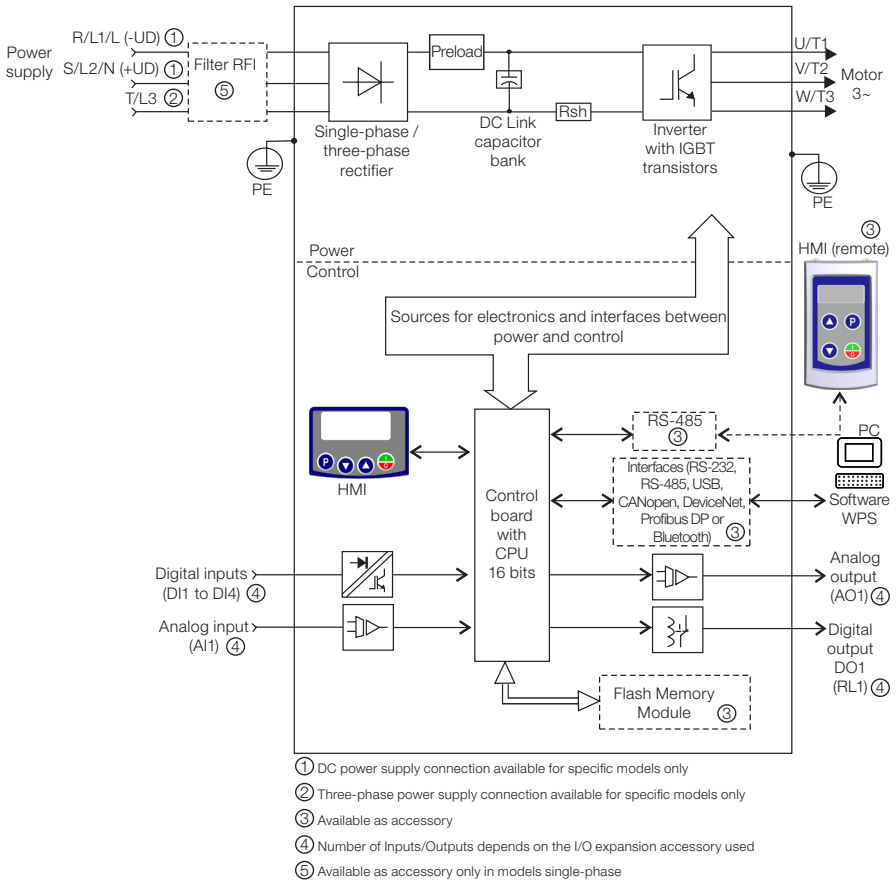 R/L1/L (-UD) ①
Power
supply
S/L2/N (+UD) ①
T/L3 ②
Filter RFI
⑤
Preload
Rsh
U/T1
V/T2
W/T3
Motor
3~
Single-phase /
three-phase
rectifier
DC Link
capacitor
bank
Inverter
with IGBT
transistors
PE
PE
Power
Control
③
HMI (remote)
P
I
0
Sources for electronics and interfaces between
power and control
P
I
0
HMI
Control
board
with
CPU
16 bits
RS-485
③
Interfaces (RS-232,
RS-485, USB,
CANopen, DeviceNet,
Profibus DP or
Bluetooth) ③
PC
Software
WPS
Digital inputs
(DI1 to DI4) ④
Analog input
(AI1) ④
Analog
output
(AO1) ④
Digital
output
DO1
(RL1) ④
Flash Memory
Module ③
① DC power supply connection available for specific models only
② Three-phase power supply connection available for specific models only
③ Available as accessory
④ Number of Inputs/Outputs depends on the I/O expansion accessory used
⑤ Available as accessory only in models single-phase